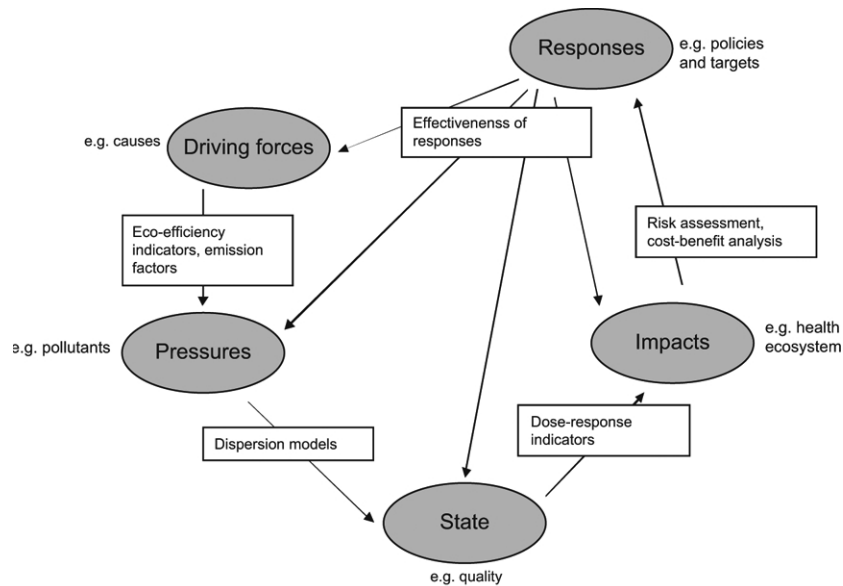 Responses
e.g. policies
and targets
Effectivenenss of
responses
e.g. causes
Driving forces
Eco-efficiency
indicators, emission
factors
Risk assessment,
cost-benefit analysis
e.g. pollutants
Pressures
Impacts
e.g. health
ecosystem
Dose-response
indicators
Dispersion models
State
e.g. quality